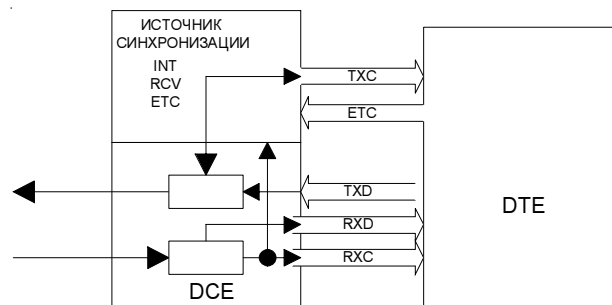 ИСТОЧНИК
СИНХРОНИЗАЦИИ
INT
RCV
ETC
TXC
ETC
TXD
RXD
RXC
DCE
DTE